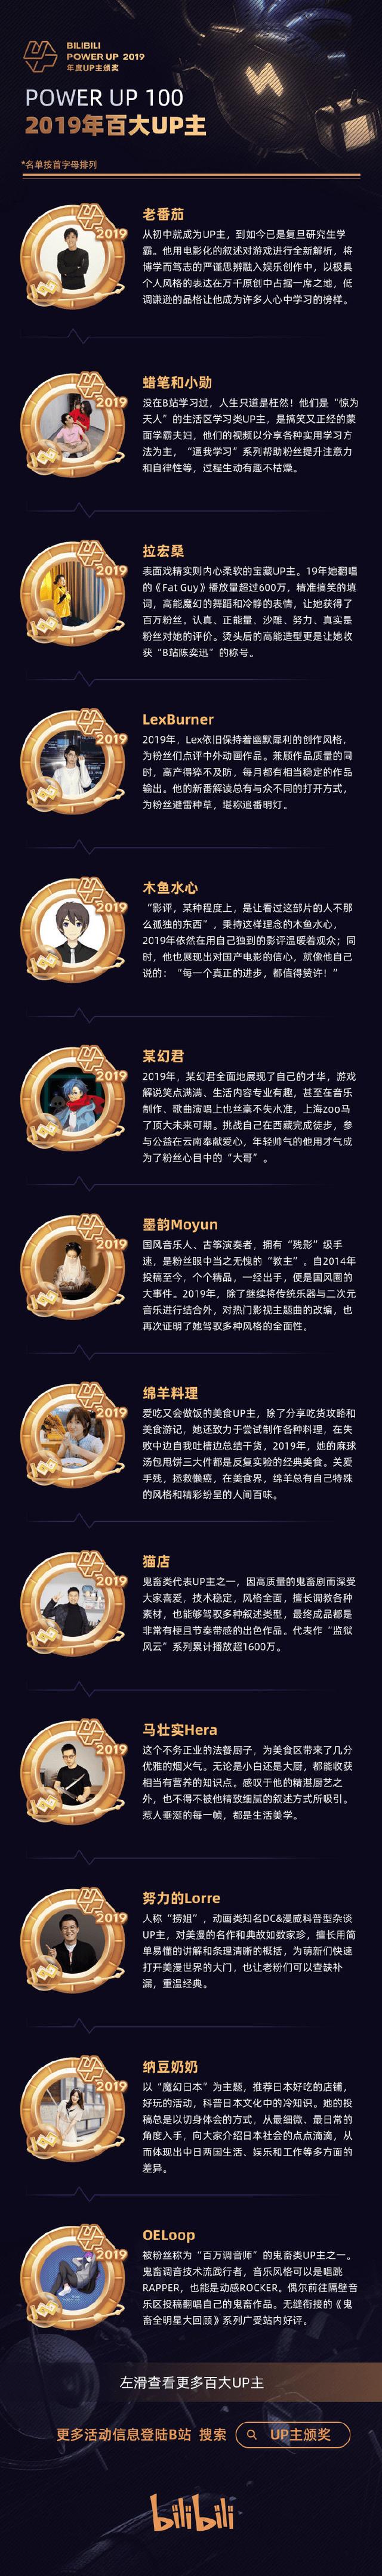 BILIBILI
POWER UP 2019
年度UP主颁奖
POWER UP 100
2019年百大UP主
*名单按首字母排列
2019
老番茄
从初中就成为UP主，到如今已是复旦研究生学
霸。他用电影化的叙述对游戏进行全新解析，将
博学而笃志的严谨思辨融入娱乐创作中，以极具
个人风格的表达在万千原创中占据一席之地，低
调谦逊的品格让他成为许多人心中学习的榜样。
2019
蜡笔和小勋
没在B站学习过，人生只道是枉然！他们是“惊为
天人”的生活区学习类UP主，是搞笑又正经的蒙
面学霸夫妇，他们的视频以分享各种实用学习方
法为主，“逼我学习”系列帮助粉丝提升注意力
和自律性等，过程生动有趣不枯燥。
2019
拉宏桑
表面戏精实则内心柔软的宝藏UP主。19年她翻唱
的《Fat Guy》播放量超过600万，精准搞笑的填
词，高能魔幻的舞蹈和冷静的表情，让她获得了
百万粉丝。认真、正能量、沙雕、努力、真实是
粉丝对她的评价。烫头后的高能造型更是让她收
获“B站陈奕迅”的称号。
2019
LexBurner
2019年，Lex依旧保持着幽默犀利的创作风格，
为粉丝们点评中外动画作品。兼顾作品质量的同
时，高产得猝不及防，每月都有相当稳定的作品
输出。他的新番解读总有与众不同的打开方式，
为粉丝避雷种草，堪称追番明灯。
2019
木鱼水心
“影评，某种程度上，是让看过这部片的人不那
么孤独的东西”，秉持这样理念的木鱼水心，
2019年依然在用自己独到的影评温暖着观众；同
时，他也展现出对国产电影的信心，就像他自己
说的：“每一个真正的进步，都值得赞许！”
2019
某幻君
2019年，某幻君全面地展现了自己的才华，游戏
解说笑点满满、生活内容专业有趣，甚至在音乐
制作、歌曲演唱上也丝毫不失水准，上海zoo马
了顶大未来可期。挑战自己在西藏完成徒步，参
与公益在云南奉献爱心，年轻帅气的他用才气成
为了粉丝心目中的“大哥”。
2019
墨韵Moyun
国风音乐人、古筝演奏者，拥有“残影”级手
速，是粉丝眼中当之无愧的“教主”。自2014年
投稿至今，个个精品，一经出手，便是国风圈的
大事件。2019年，除了继续将传统乐器与二次元
音乐进行结合外，对热门影视主题曲的改编，也
再次证明了她驾驭多种风格的全面性。
2019
绵羊料理
爱吃又会做饭的美食UP主，除了分享吃货攻略和
美食游记，她还致力于尝试制作各种料理，在失
败中边自我吐槽边总结干货，2019年，她的麻球
汤包甩饼三大件都是反复实验的经典美食。关爱
手残，拯救懒癌，在美食界，绵羊总有自己特殊
的风格和精彩纷呈的人间百味。
2019
猫店
鬼畜类代表UP主之一，因高质量的鬼畜剧而深受
大家喜爱，技术稳定，风格全面，擅长调教各种
素材，也能够驾驭多种叙述类型，最终成品都是
非常有梗且节奏带感的出色作品。代表作“监狱
风云”系列累计播放超1600万。
2019
马壮实Hera
这个不务正业的法餐厨子，为美食区带来了几分
优雅的烟火气。无论是小白还是大厨，都能收获
相当有营养的知识点。感叹于他的精湛厨艺之
外，也不得不被他精致细腻的叙述方式所吸引。
惹人垂涎的每一帧，都是生活美学。
2019
努力的Lorre
人称“捞姐”，动画类知名DC&漫威科普型杂谈
UP主，对美漫的名作和典故如数家珍，擅长用简
单易懂的讲解和条理清晰的概括，为萌新们快速
打开美漫世界的大门，也让老粉们可以查缺补
漏，重温经典。
2019
纳豆奶奶
以“魔幻日本”为主题，推荐日本好吃的店铺，
好玩的活动，科普日本文化中的冷知识。她的投
稿总是以切身体会的方式，从最细微、最日常的
角度入手，向大家介绍日本社会的点点滴滴，从
而体现出中日两国生活、娱乐和工作等多方面的
差异。
2019
OELoop
被粉丝称为“百万调音师”的鬼畜类UP主之一。
鬼畜调音技术流践行者，音乐风格可以是唱跳
RAPPER，也能是动感ROCKER。偶尔前往隔壁音
乐区投稿翻唱自己的鬼畜作品。无缝衔接的《鬼
畜全明星大回顾》系列广受站内好评。
左滑查看更多百大UP主
更多活动信息登陆B站 搜索 UP主颁奖
bilibili